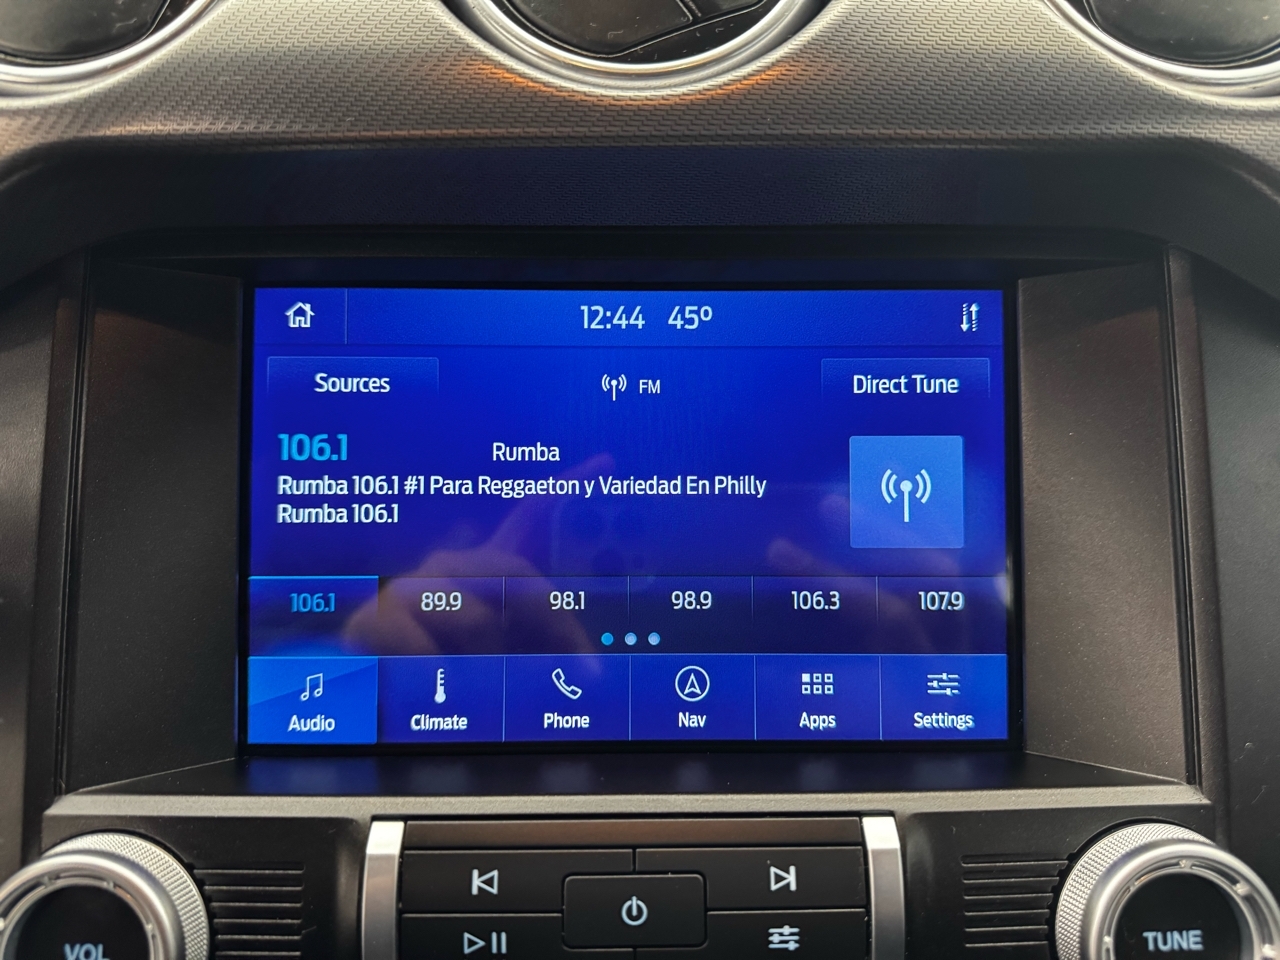 12:44 45º
Sources FM Direct Tune
106.1 Rumba
Rumba 106.1 #1 Para Reggaeton y Variedad En Philly
Rumba 106.1
106.1 89.9 98.1 98.9 106.3 107.9
Audio Climate Phone Nav Apps Settings
VOL TUNE